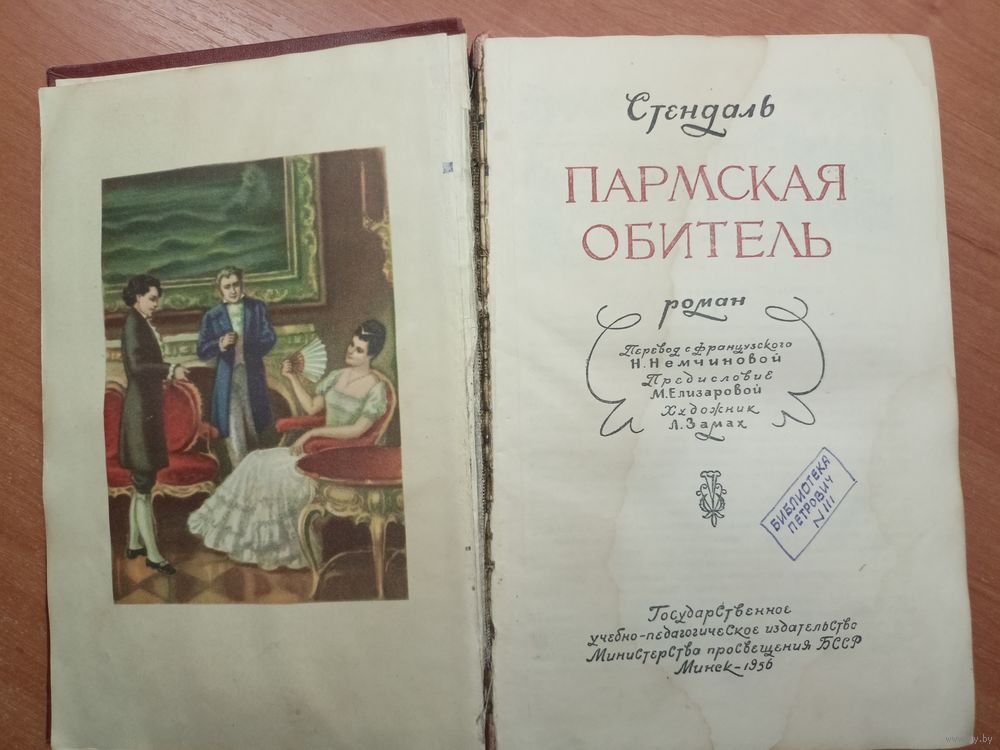 Стендаль
ПАРМСКАЯ
ОБИТЕЛЬ
роман
Перевод с французского
Н. Немчиновой
Предисловие
М. Елизаровой
Художник
Л. Замах
БИБЛИОТЕКА
ПЕТРОВИЧ
N III
Государственное
учебно-педагогическое издательство
Министерства просвещения БССР
Минск-1956